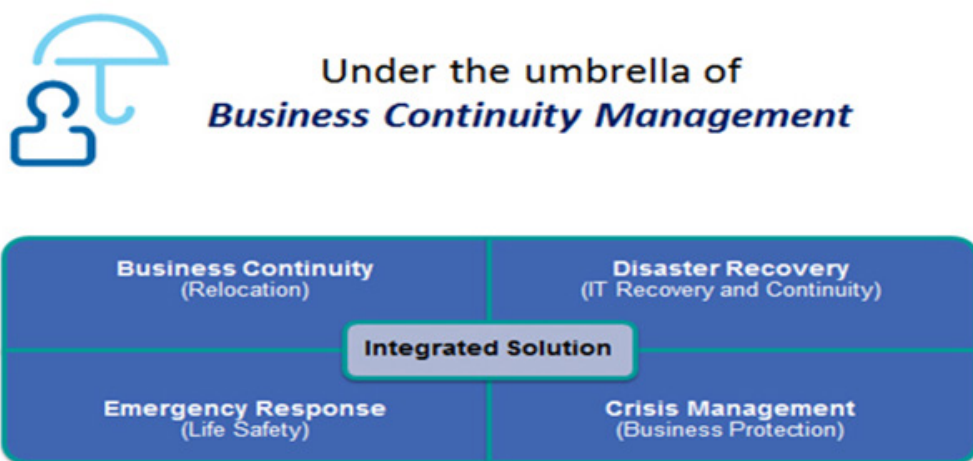 Under the umbrella of
Business Continuity Management
Business Continuity
(Relocation)
Disaster Recovery
(IT Recovery and Continuity)
Integrated Solution
Emergency Response
(Life Safety)
Crisis Management
(Business Protection)